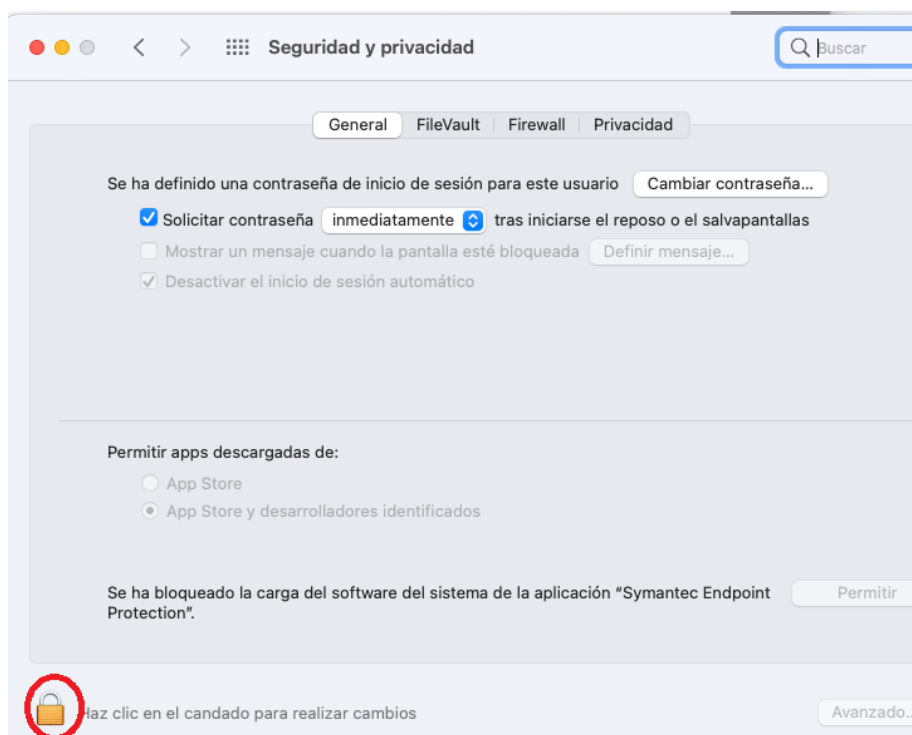 Seguridad y privacidad
Buscar
General FileVault Firewall Privacidad
Se ha definido una contraseña de inicio de sesión para este usuario Cambiar contraseña...
Solicitar contraseña inmediatamente tras iniciarse el reposo o el salvapantallas
Mostrar un mensaje cuando la pantalla esté bloqueada Definir mensaje...
Desactivar el inicio de sesión automático
Permitir apps descargadas de:
App Store
App Store y desarrolladores identificados
Se ha bloqueado la carga del software del sistema de la aplicación “Symantec Endpoint Permitir
Protection”.
Haz clic en el candado para realizar cambios Avanzado..